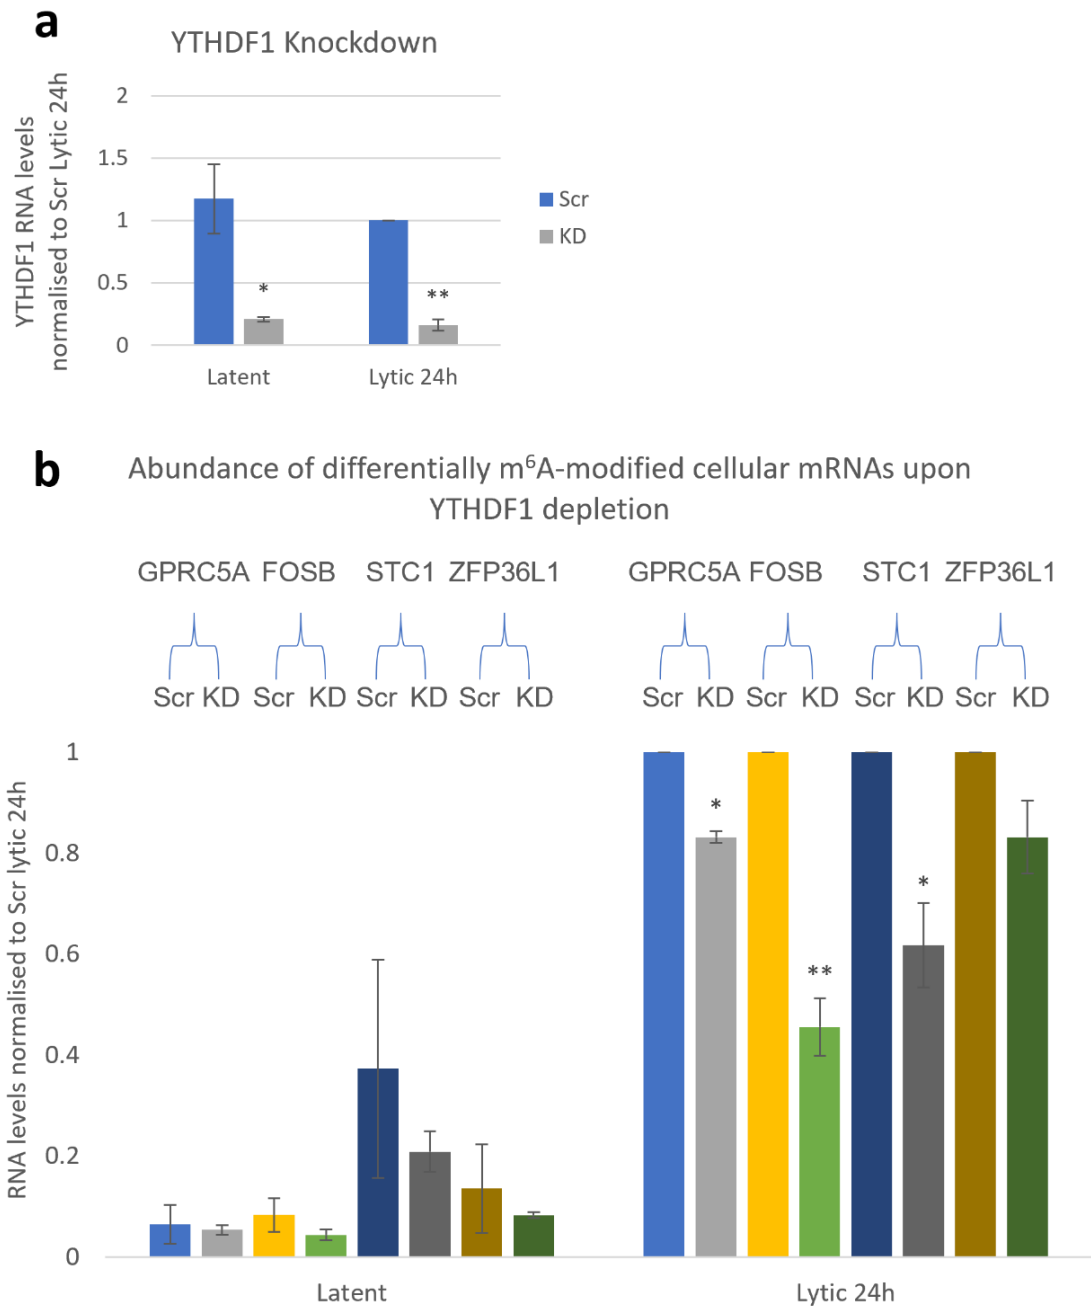 a
YTHDF1 Knockdown
YTHDF1 RNA levels
normalised to Scr Lytic 24h
2
1.5
1
0.5
0
*
**
Latent
Lytic 24h
Scr
KD
b
Abundance of differentially m⁶A-modified cellular mRNAs upon
YTHDF1 depletion
GPRC5A FOSB STC1 ZFP36L1 GPRC5A FOSB STC1 ZFP36L1
Scr KD Scr KD Scr KD Scr KD Scr KD Scr KD Scr KD Scr KD
RNA levels normalised to Scr lytic 24h
1
0.8
0.6
0.4
0.2
0
*
**
*
Latent
Lytic 24h